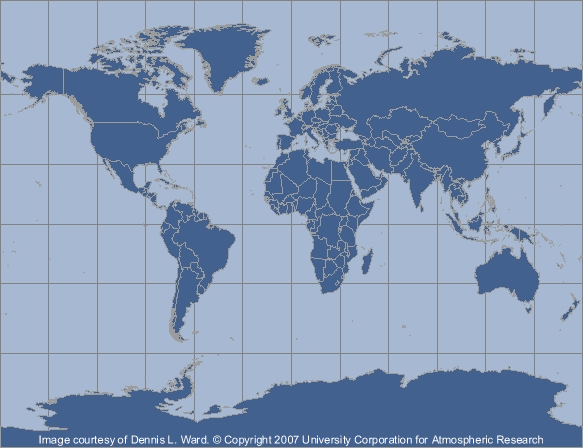 Image courtesy of Dennis L. Ward. © Copyright 2007 University Corporation for Atmospheric Research